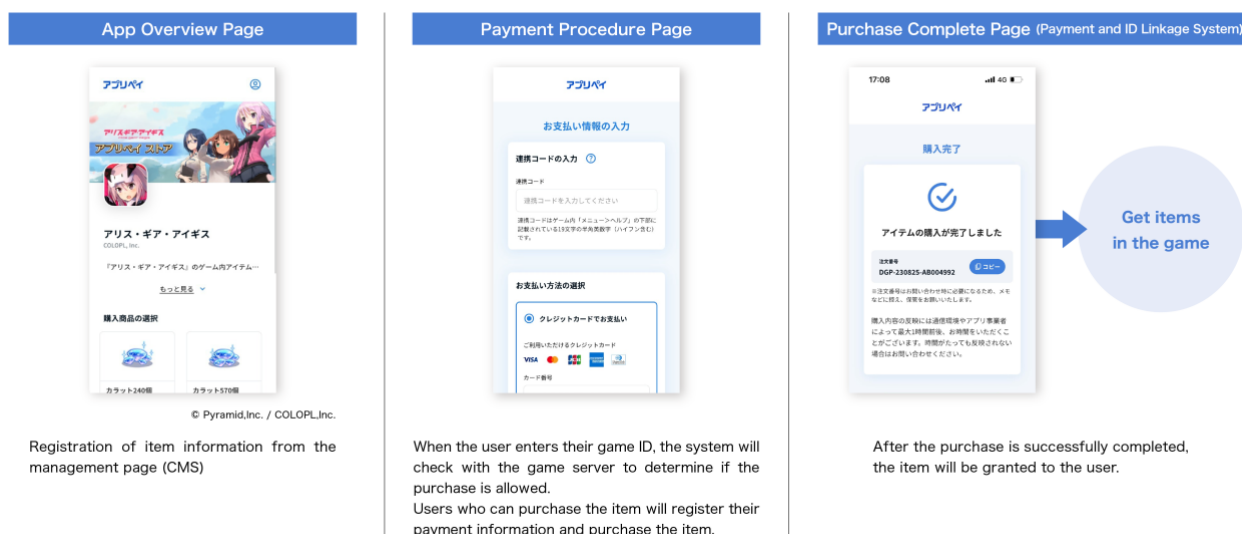 App Overview Page
アプリペイ
アリスギアアイギス
アプリペイ ストア
アリス・ギア・アイギス
COLOPL, Inc.
『アリス・ギア・アイギス』のゲーム内アイテム…
もっと見る
購入商品の選択
カラット240個
カラット570個
© Pyramid,Inc. / COLOPL,Inc.
Registration of item information from the
management page (CMS)
Payment Procedure Page
アプリペイ
お支払い情報の入力
連携コードの入力 ?
連携コード
連携コードを入力してください
連携コードはゲーム内「メニュー＞ヘルプ」の下部に
記載されている19文字の半角英数字（ハイフン含む）
です。
お支払い方法の選択
クレジットカードでお支払い
ご利用いただけるクレジットカード
VISA JCB
カード番号
When the user enters their game ID, the system will
check with the game server to determine if the
purchase is allowed.
Users who can purchase the item will register their
payment information and purchase the item.
Purchase Complete Page (Payment and ID Linkage System)
17:08
4G
アプリペイ
購入完了
アイテムの購入が完了しました
注文番号
DGP-230825-AB004992
コピー
※注文番号はお問い合わせ時に必要になるため、メモ
などに控え、保管をお願いいたします。
購入内容の反映には通信環境やアプリ事業者
によって最大1時間前後、お時間をいただくこ
とがございます。時間がたっても反映されない
場合はお問い合わせください。
Get items
in the game
After the purchase is successfully completed,
the item will be granted to the user.